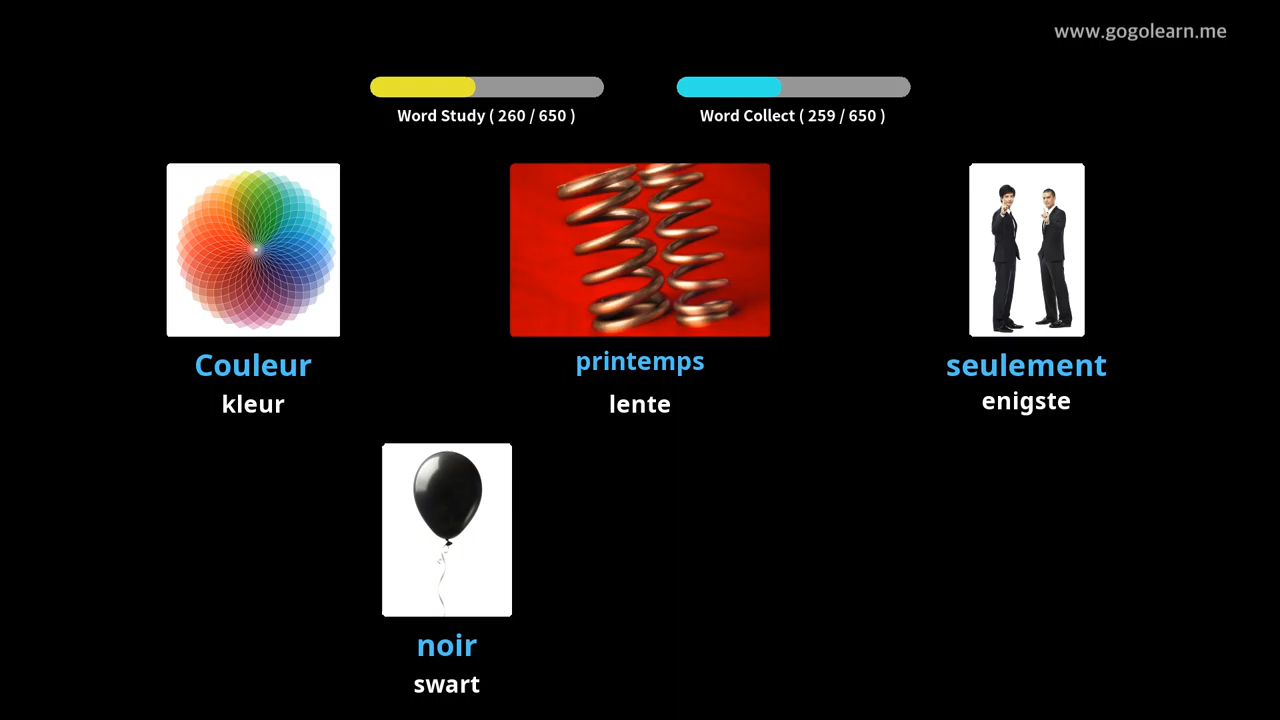 www.gogolearn.me
Word Study ( 260 / 650 )
Word Collect ( 259 / 650 )
Couleur
kleur
printemps
lente
seulement
enigste
noir
swart